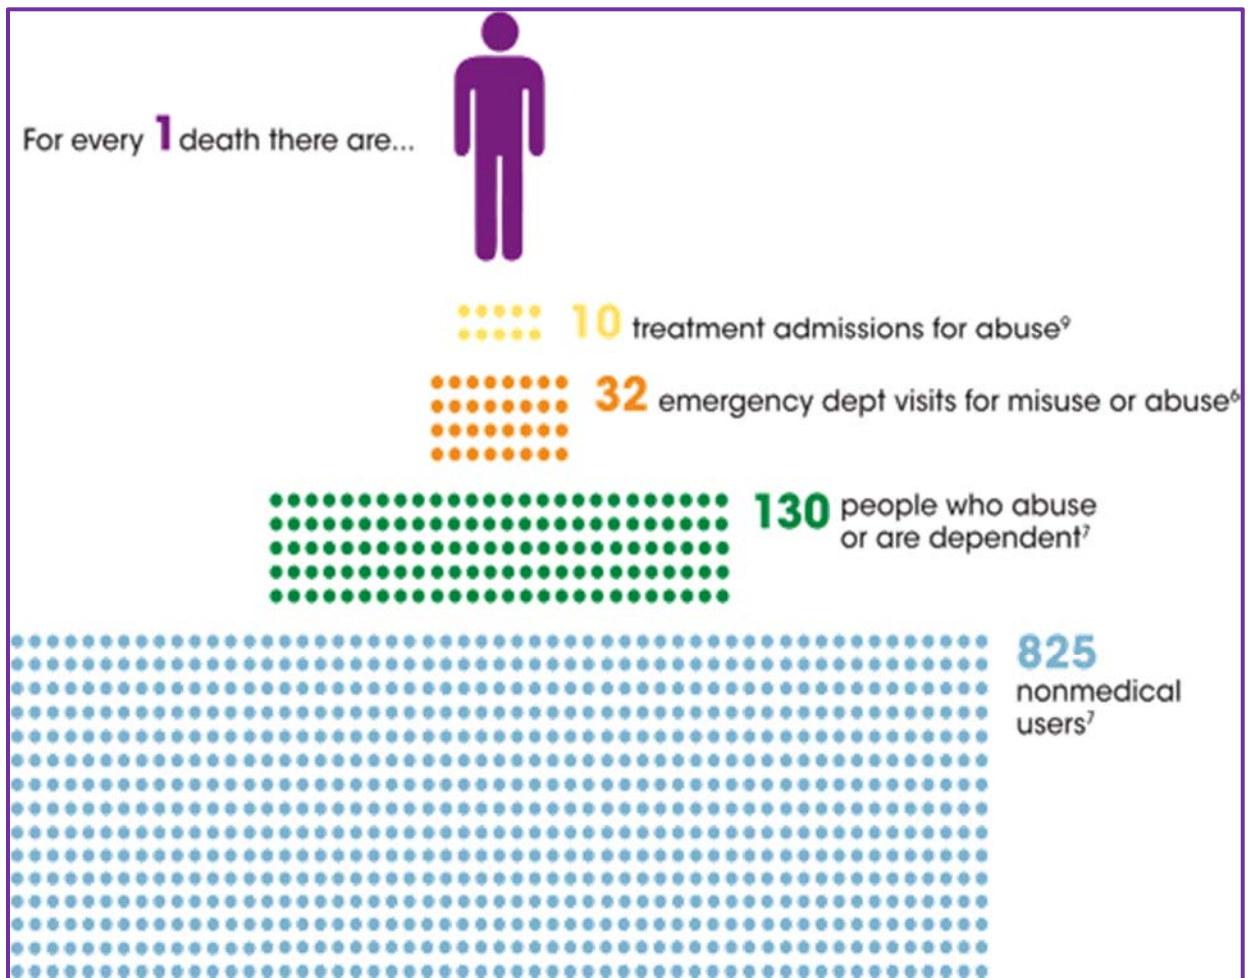 For every 1 death there are...
10 treatment admissions for abuse⁹
32 emergency dept visits for misuse or abuse⁶
130 people who abuse
or are dependent⁷
825
nonmedical
users⁷